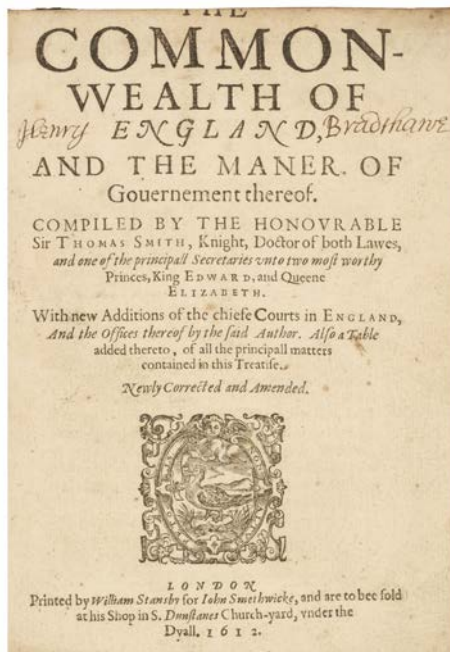 THE
COMMON-
WEALTH OF
Henry ENGLAND, Bradshawe
AND THE MANER OF
Gouernement thereof.
COMPILED BY THE HONOVRABLE
Sir THOMAS SMITH, Knight, Doctor of both Lawes,
and one of the principall Secretaries vnto two moſt worthy
Princes, King EDWARD, and Queene
ELIZABETH.
With new Additions of the chiefe Courts in ENGLAND,
And the Offices thereof by the ſaid Author. Alſo a Table
added thereto, of all the principall matters
contained in this Treatiſe.
Newly Corrected and Amended.
LONDON
Printed by William Stansby for Iohn Smethwicke, and are to bee ſold
at his Shop in S. Dunſtanes Church-yard, vnder the
Dyall. 1612.